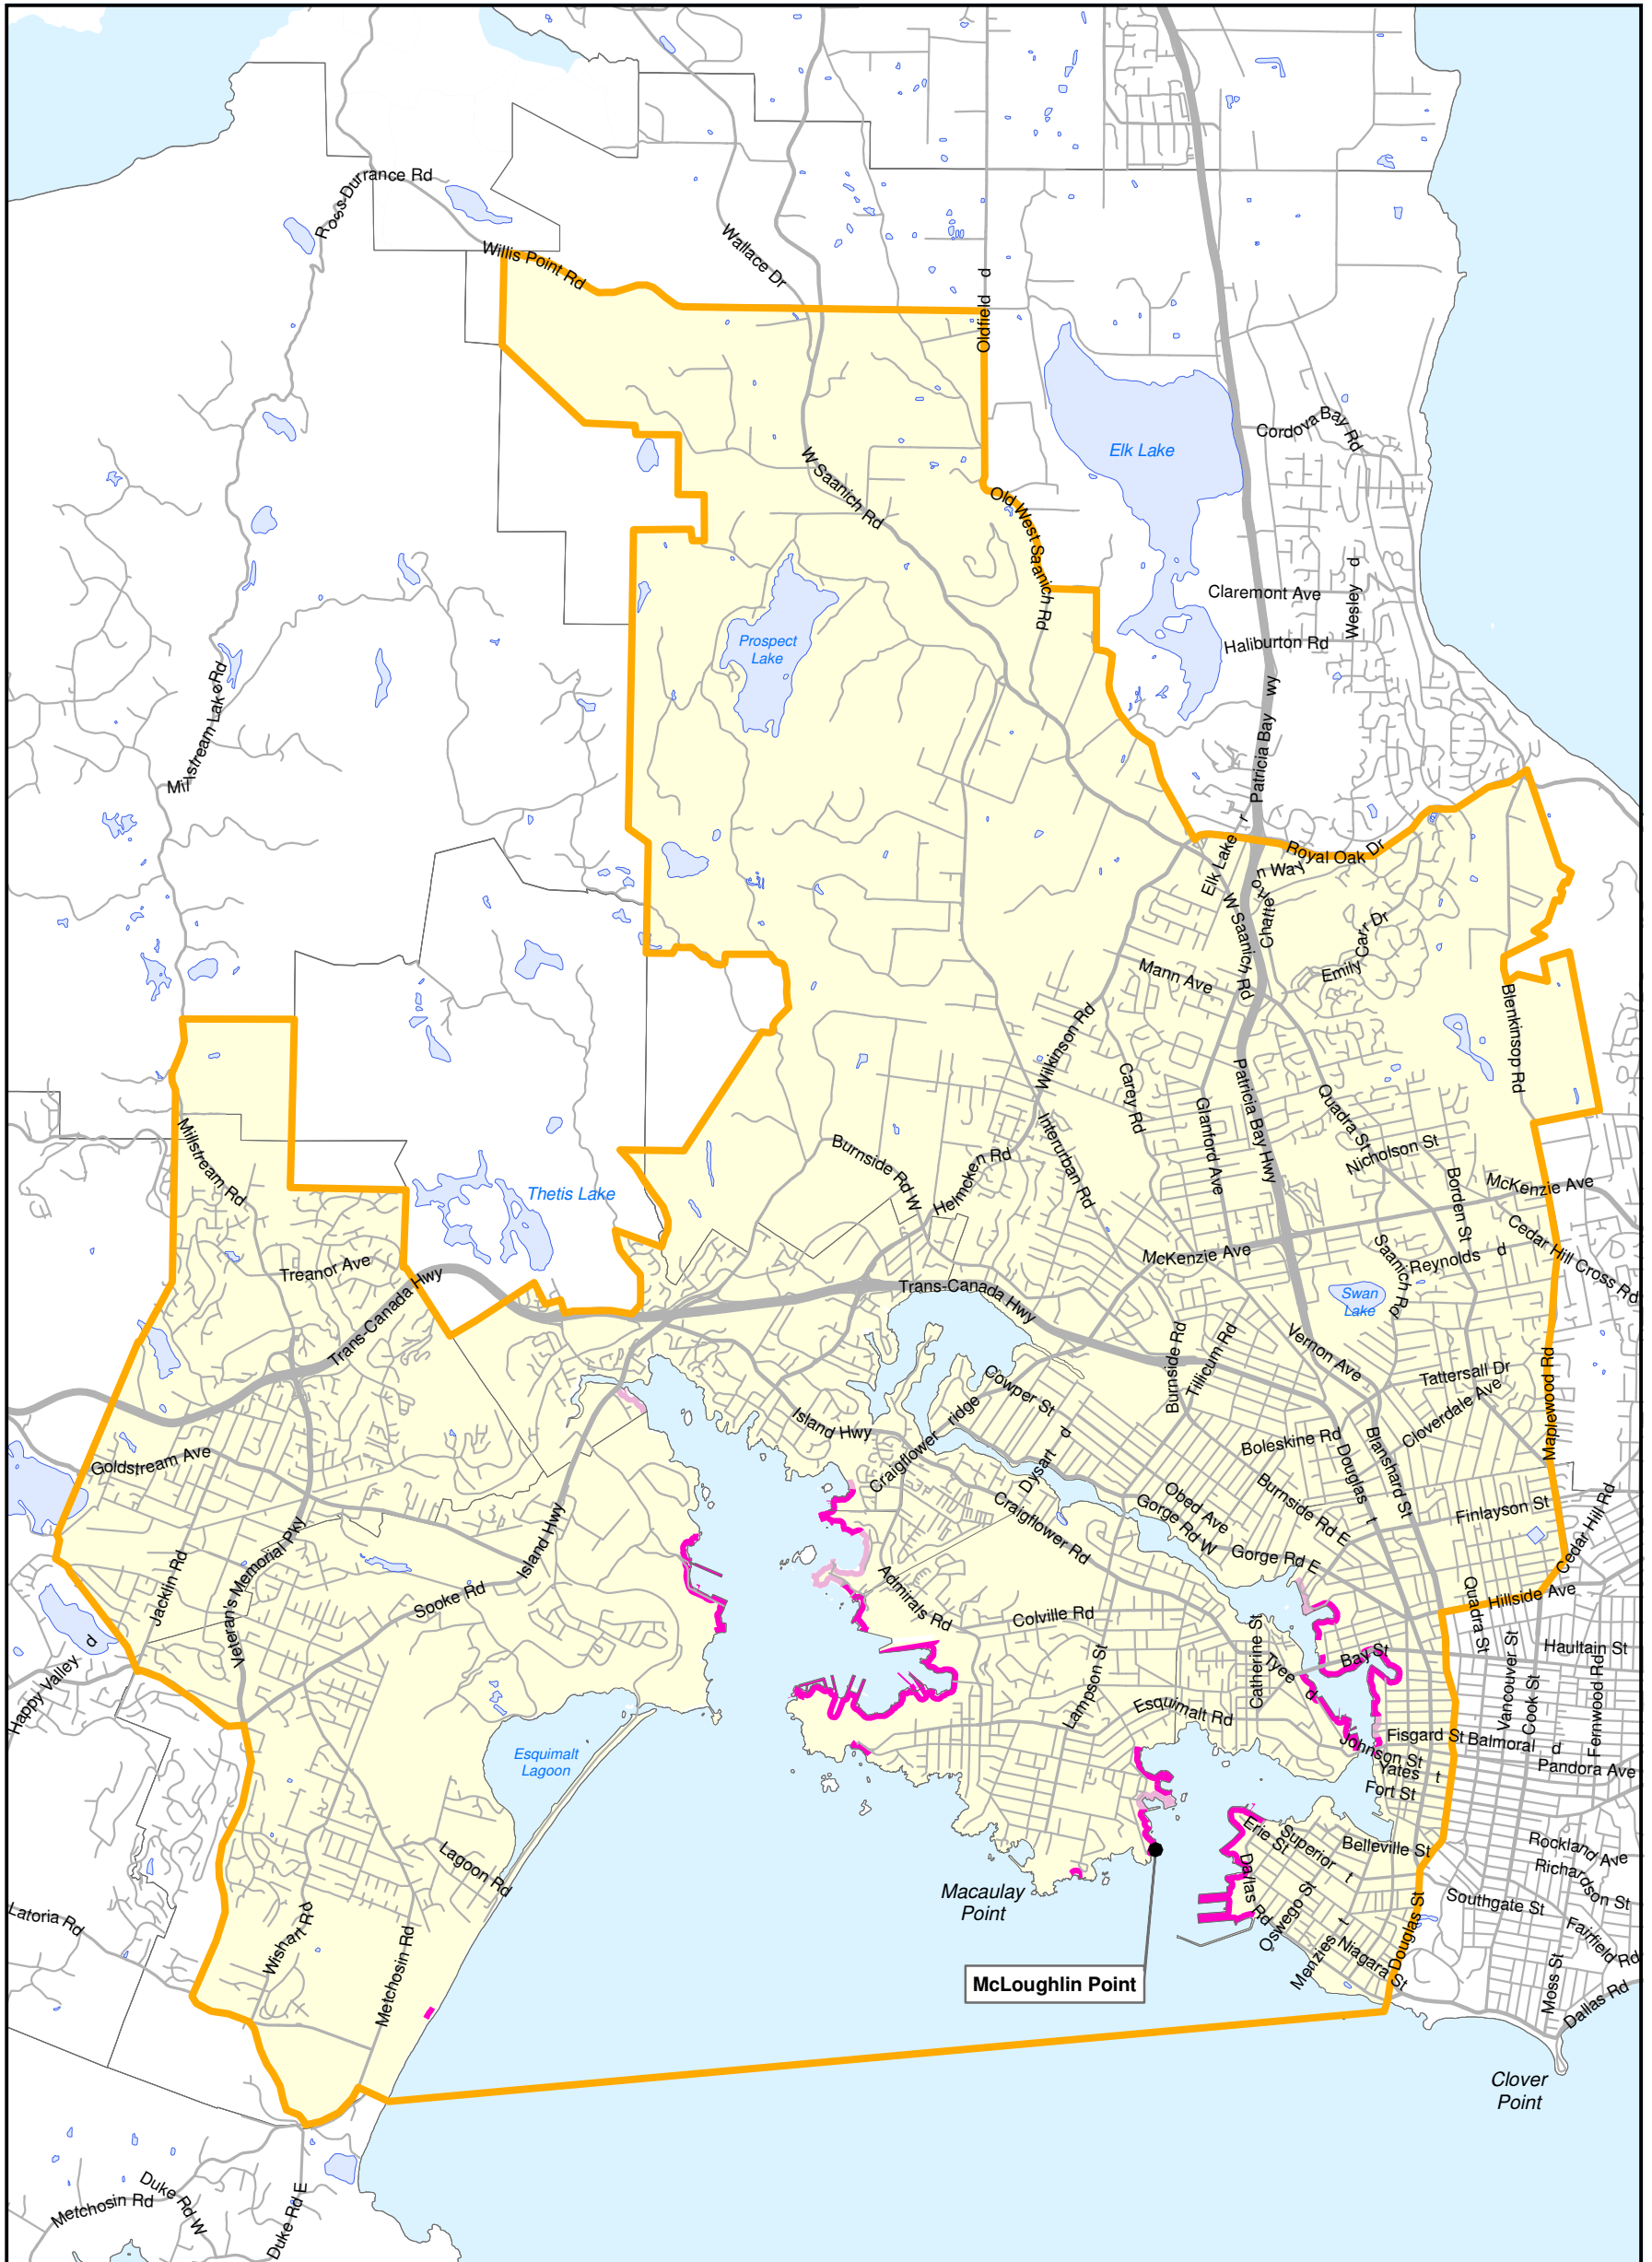 Ross-Durrance Rd
Willis Point Rd
Wallace Dr
Oldfield d
Cordova Bay Rd
Elk Lake
W Saanich Rd
Old West Saanich Rd
Claremont Ave
Wesley d
Haliburton Rd
Prospect
Lake
Millstream Lake Rd
Patricia Bay wy
Royal Oak Dr
Elk Lake r
n Way
Chatte
W Saanich Rd
Emily Carr Dr
Mann Ave
Blenkinsop Rd
Wilkinson Rd
Carey Rd
Glanford Ave
Patricia Bay Hwy
Quadra St
Nicholson St
Borden St
McKenzie Ave
Interurban Rd
Burnside Rd W
Helmcken Rd
Millstream Rd
Thetis Lake
Treanor Ave
Trans-Canada Hwy
McKenzie Ave
Saanich Rd
Reynolds d
Cedar Hill Cross Rd
Trans-Canada Hwy
Swan
Lake
Burnside Rd
Tillicum Rd
Vernon Ave
Tattersall Dr
Cloverdale Ave
Maplewood Rd
Cowper St
Island Hwy
Craigflower
ridge
Dysart d
Boleskine Rd
Douglas t
Blanshard St
Goldstream Ave
Craigflower Rd
Obed Ave
Gorge Rd W
Burnside Rd E
Gorge Rd E
Finlayson St
Cedar Hill Rd
Island Hwy
Veteran's Memorial Pky
Jacklin Rd
Sooke Rd
Admirals Rd
Colville Rd
Hillside Ave
Quadra St
Haultain St
Happy Valley d
Lampson St
Esquimalt Rd
Catherine St
Tyee d
Bay St
Vancouver St
Cook St
Fernwood Rd
Fisgard St
Balmoral d
Johnson St
Yates t
Pandora Ave
Fort St
Esquimalt
Lagoon
Lagoon Rd
Erie St
Superior t
Belleville St
Rockland Ave
Richardson St
Dallas Rd
Oswego St
Menzies t
Niagara St
Douglas St
Southgate St
Fairfield Rd
Moss St
Dallas Rd
Macaulay
Point
Latoria Rd
Wishart Rd
Metchosin Rd
McLoughlin Point
Clover
Point
Metchosin Rd
Duke Rd W
Duke Rd E